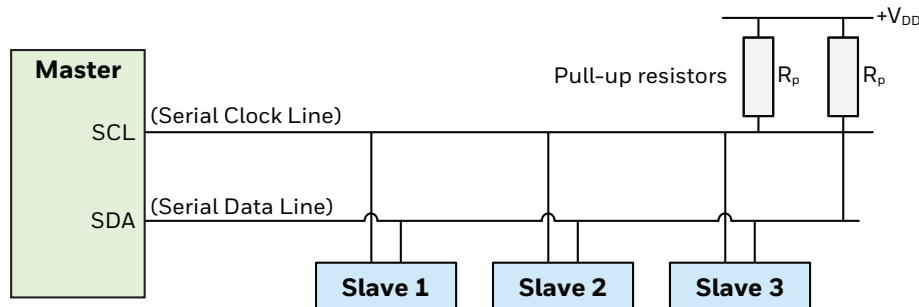 +VDD
Master
Pull-up resistors Rp Rp
(Serial Clock Line)
SCL
(Serial Data Line)
SDA
Slave 1 Slave 2 Slave 3